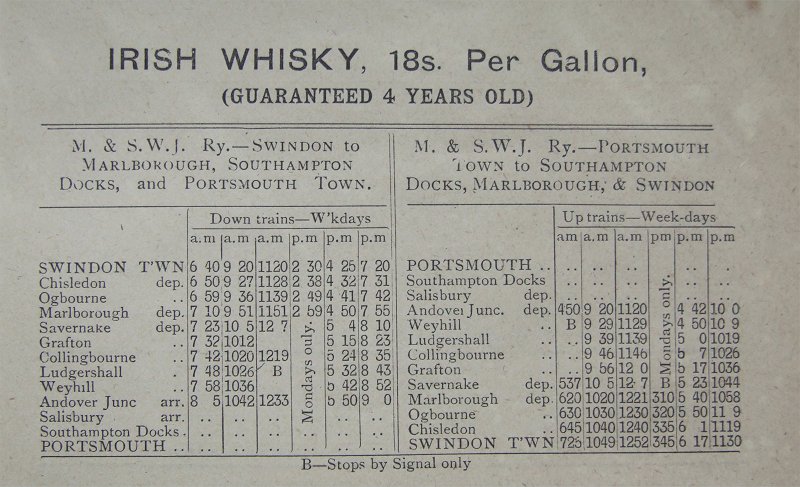 IRISH WHISKY, 18s. Per Gallon,
(GUARANTEED 4 YEARS OLD)
M. & S.W.J. Ry.—SWINDON to
MARLBOROUGH, SOUTHAMPTON
DOCKS, and PORTSMOUTH TOWN.
Down trains—W'kdays
a.m a.m a.m p.m p.m p.m
SWINDON T'WN 6 40 9 20 1120 2 30 4 25 7 20
Chisledon dep. 6 50 9 27 1128 2 38 4 32 7 31
Ogbourne .. 6 59 9 36 1139 2 49 4 41 7 42
Marlborough dep. 7 10 9 51 1151 2 59 4 50 7 55
Savernake dep. 7 23 10 5 12 7 5 4 8 10
Grafton .. 7 32 1012 5 15 8 23
Collingbourne .. 7 42 1020 1219 5 24 8 35
Ludgershall . 7 48 1026 B 5 32 8 43
Weyhill .. 7 58 1036 5 42 8 52
Andover Junc arr. 8 5 1042 1233 5 50 9 0
Salisbury arr. .. .. .. .. ..
Southampton Docks . .. .. .. .. ..
PORTSMOUTH .. .. .. .. .. .. ..
Mondays only.
M. & S.W.J. Ry.—PORTSMOUTH
TOWN to SOUTHAMPTON
DOCKS, MARLBOROUGH, & SWINDON
Up trains—Week-days
am a.m a.m pm p.m p.m
PORTSMOUTH .. .. .. .. .. .
Southampton Docks .. .. .. .. ..
Salisbury dep. .. .. .. .. ..
Andover Junc. dep. 450 9 20 1120 4 42 10 0
Weyhill .. B 9 29 1129 4 50 10 9
Ludgershall .. 9 39 1139 5 0 1019
Collingbourne .. 9 46 1146 5 7 1026
Grafton .. 9 56 12 0 5 17 1036
Savernake dep. 537 10 5 12 7 B 5 23 1044
Marlborough dep. 620 1020 1221 310 5 40 1058
Ogbourne .. 630 1030 1230 320 5 50 11 9
Chisledon .. 645 1040 1240 335 6 1 1119
SWINDON T'WN 725 1049 1252 345 6 17 1130
Mondays only.
B—Stops by Signal only